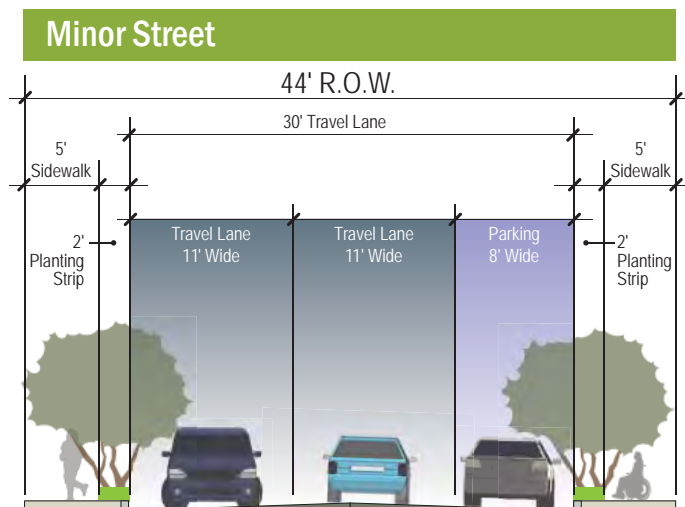 Minor Street
44' R.O.W.
30' Travel Lane
5'
Sidewalk
5'
Sidewalk
2'
Planting
Strip
Travel Lane
11' Wide
Travel Lane
11' Wide
Parking
8' Wide
2'
Planting
Strip